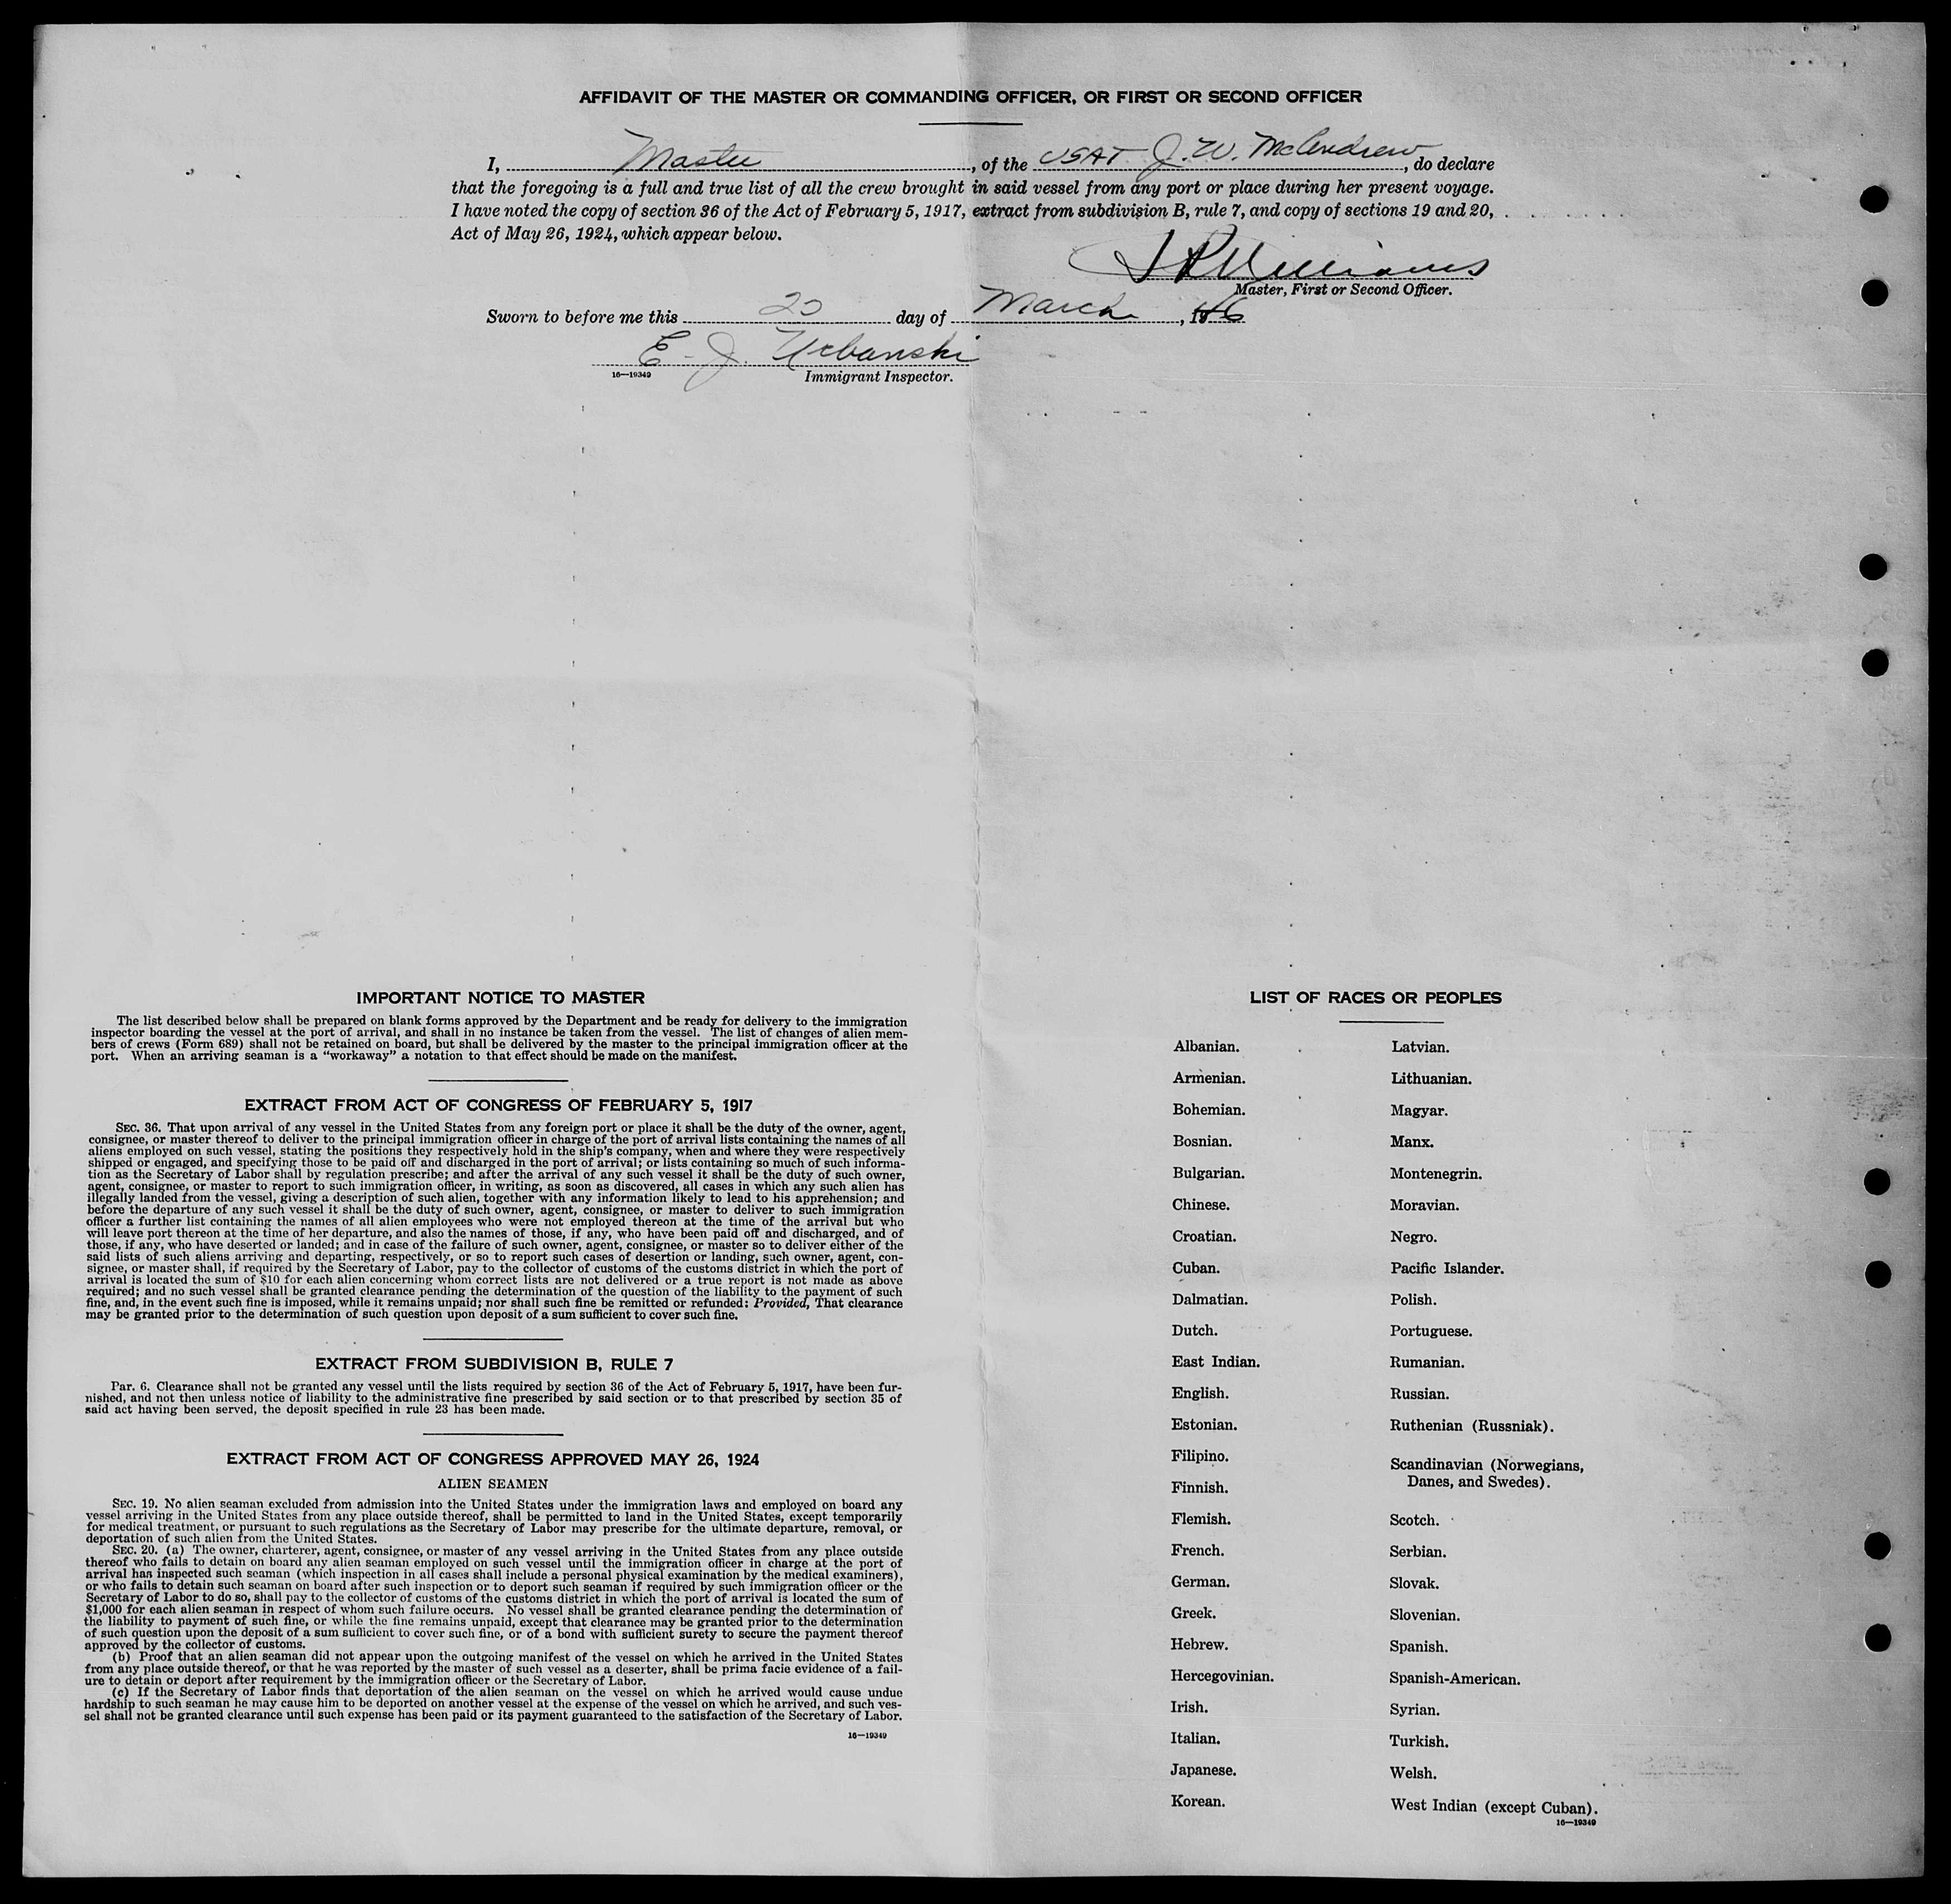 AFFIDAVIT OF THE MASTER OR COMMANDING OFFICER, OR FIRST OR SECOND OFFICER
I, Master, of the USAT J. W. McAndrew, do declare
that the foregoing is a full and true list of all the crew brought in said vessel from any port or place during her present voyage.
I have noted the copy of section 36 of the Act of February 5, 1917, extract from subdivision B, rule 7, and copy of sections 19 and 20,
Act of May 26, 1924, which appear below.
Williams
Master, First or Second Officer.
Sworn to before me this 20 day of March, 1946
E. J. Urbanski
16—19349 Immigrant Inspector.
IMPORTANT NOTICE TO MASTER
The list described below shall be prepared on blank forms approved by the Department and be ready for delivery to the immigration
inspector boarding the vessel at the port of arrival, and shall in no instance be taken from the vessel. The list of changes of alien mem-
bers of crews (Form 689) shall not be retained on board, but shall be delivered by the master to the principal immigration officer at the
port. When an arriving seaman is a "workaway" a notation to that effect should be made on the manifest.
EXTRACT FROM ACT OF CONGRESS OF FEBRUARY 5, 1917
SEC. 36. That upon arrival of any vessel in the United States from any foreign port or place it shall be the duty of the owner, agent,
consignee, or master thereof to deliver to the principal immigration officer in charge of the port of arrival lists containing the names of all
aliens employed on such vessel, stating the positions they respectively hold in the ship's company, when and where they were respectively
shipped or engaged, and specifying those to be paid off and discharged in the port of arrival; or lists containing so much of such informa-
tion as the Secretary of Labor shall by regulation prescribe; and after the arrival of any such vessel it shall be the duty of such owner,
agent, consignee, or master to report to such immigration officer, in writing, as soon as discovered, all cases in which any such alien has
illegally landed from the vessel, giving a description of such alien, together with any information likely to lead to his apprehension; and
before the departure of any such vessel it shall be the duty of such owner, agent, consignee, or master to deliver to such immigration
officer a further list containing the names of all alien employees who were not employed thereon at the time of the arrival but who
will leave port thereon at the time of her departure, and also the names of those, if any, who have been paid off and discharged, and of
those, if any, who have deserted or landed; and in case of the failure of such owner, agent, consignee, or master so to deliver either of the
said lists of such aliens arriving and departing, respectively, or so to report such cases of desertion or landing, such owner, agent, con-
signee, or master shall, if required by the Secretary of Labor, pay to the collector of customs of the customs district in which the port of
arrival is located the sum of $10 for each alien concerning whom correct lists are not delivered or a true report is not made as above
required; and no such vessel shall be granted clearance pending the determination of the question of the liability to the payment of such
fine, and, in the event such fine is imposed, while it remains unpaid; nor shall such fine be remitted or refunded: Provided, That clearance
may be granted prior to the determination of such question upon deposit of a sum sufficient to cover such fine.
EXTRACT FROM SUBDIVISION B, RULE 7
PAR. 6. Clearance shall not be granted any vessel until the lists required by section 36 of the Act of February 5, 1917, have been fur-
nished, and not then unless notice of liability to the administrative fine prescribed by said section or to that prescribed by section 35 of
said act having been served, the deposit specified in rule 23 has been made.
EXTRACT FROM ACT OF CONGRESS APPROVED MAY 26, 1924
ALIEN SEAMEN
SEC. 19. No alien seaman excluded from admission into the United States under the immigration laws and employed on board any
vessel arriving in the United States from any place outside thereof, shall be permitted to land in the United States, except temporarily
for medical treatment, or pursuant to such regulations as the Secretary of Labor may prescribe for the ultimate departure, removal, or
deportation of such alien from the United States.
SEC. 20. (a) The owner, charterer, agent, consignee, or master of any vessel arriving in the United States from any place outside
thereof who fails to detain on board any alien seaman employed on such vessel until the immigration officer in charge at the port of
arrival has inspected such seaman (which inspection in all cases shall include a personal physical examination by the medical examiners),
or who fails to detain such seaman on board after such inspection or to deport such seaman if required by such immigration officer or the
Secretary of Labor to do so, shall pay to the collector of customs of the customs district in which the port of arrival is located the sum of
$1,000 for each alien seaman in respect of whom such failure occurs. No vessel shall be granted clearance pending the determination of
the liability to payment of such fine, or while the fine remains unpaid, except that clearance may be granted prior to the determination
of such question upon the deposit of a sum sufficient to cover such fine, or of a bond with sufficient surety to secure the payment thereof
approved by the collector of customs.
(b) Proof that an alien seaman did not appear upon the outgoing manifest of the vessel on which he arrived in the United States
from any place outside thereof, or that he was reported by the master of such vessel as a deserter, shall be prima facie evidence of a fail-
ure to detain or deport after requirement by the immigration officer or the Secretary of Labor.
(c) If the Secretary of Labor finds that deportation of the alien seaman on the vessel on which he arrived would cause undue
hardship to such seaman he may cause him to be deported on another vessel at the expense of the vessel on which he arrived, and such ves-
sel shall not be granted clearance until such expense has been paid or its payment guaranteed to the satisfaction of the Secretary of Labor.
16—19349
LIST OF RACES OR PEOPLES
Albanian.
Armenian.
Bohemian.
Bosnian.
Bulgarian.
Chinese.
Croatian.
Cuban.
Dalmatian.
Dutch.
East Indian.
English.
Estonian.
Filipino.
Finnish.
Flemish.
French.
German.
Greek.
Hebrew.
Hercegovinian.
Irish.
Italian.
Japanese.
Korean.
Latvian.
Lithuanian.
Magyar.
Manx.
Montenegrin.
Moravian.
Negro.
Pacific Islander.
Polish.
Portuguese.
Rumanian.
Russian.
Ruthenian (Russniak).
Scandinavian (Norwegians,
Danes, and Swedes).
Scotch.
Serbian.
Slovak.
Slovenian.
Spanish.
Spanish-American.
Syrian.
Turkish.
Welsh.
West Indian (except Cuban).
16—19349